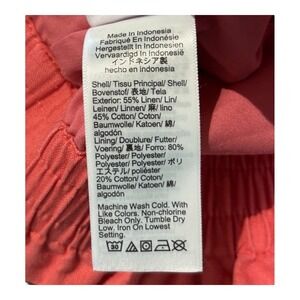 Made In Indonesia
Fabriqué En Indonésie
Hergestellt In Indonesien
Vervaardigd In Indonesië
インドネシア製
hecho en Indonesia
Shell/Tissu Principal/Shell/
Bovenstof/ 表地/ Tela
Exterior: 55% Linen/ Lin/
Leinen/ Linnen/ 麻/ lino
45% Cotton/ Coton/
Baumwolle/ Katoen/ 綿/
algodón
Lining/ Doublure/ Futter/
Voering/ 裏地/ Forro: 80%
Polyester/ Polyester/
Polyester/ Polyester/ ポリ
エステル/ poliéster
20% Cotton/ Coton/
Baumwolle/ Katoen/ 綿/
algodón
Machine Wash Cold. With
Like Colors. Non-chlorine
Bleach Only. Tumble Dry
Low. Iron On Lowest
Setting.